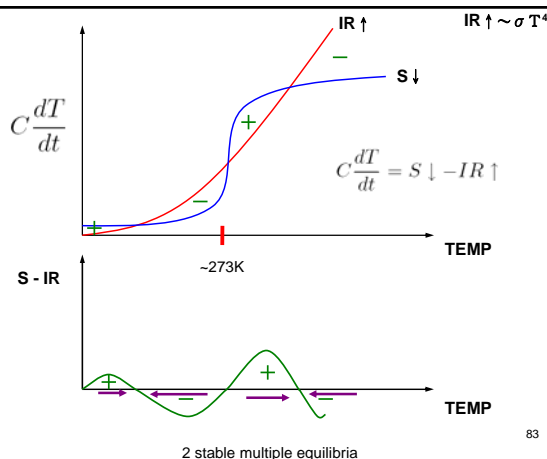 IR ↑
IR ↑ ~ σ T⁴
−
S ↓
C dT/dt
+
C dT/dt = S ↓ −IR ↑
−
+
TEMP
~273K
S - IR
+
+
−
−
TEMP
83
2 stable multiple equilibria